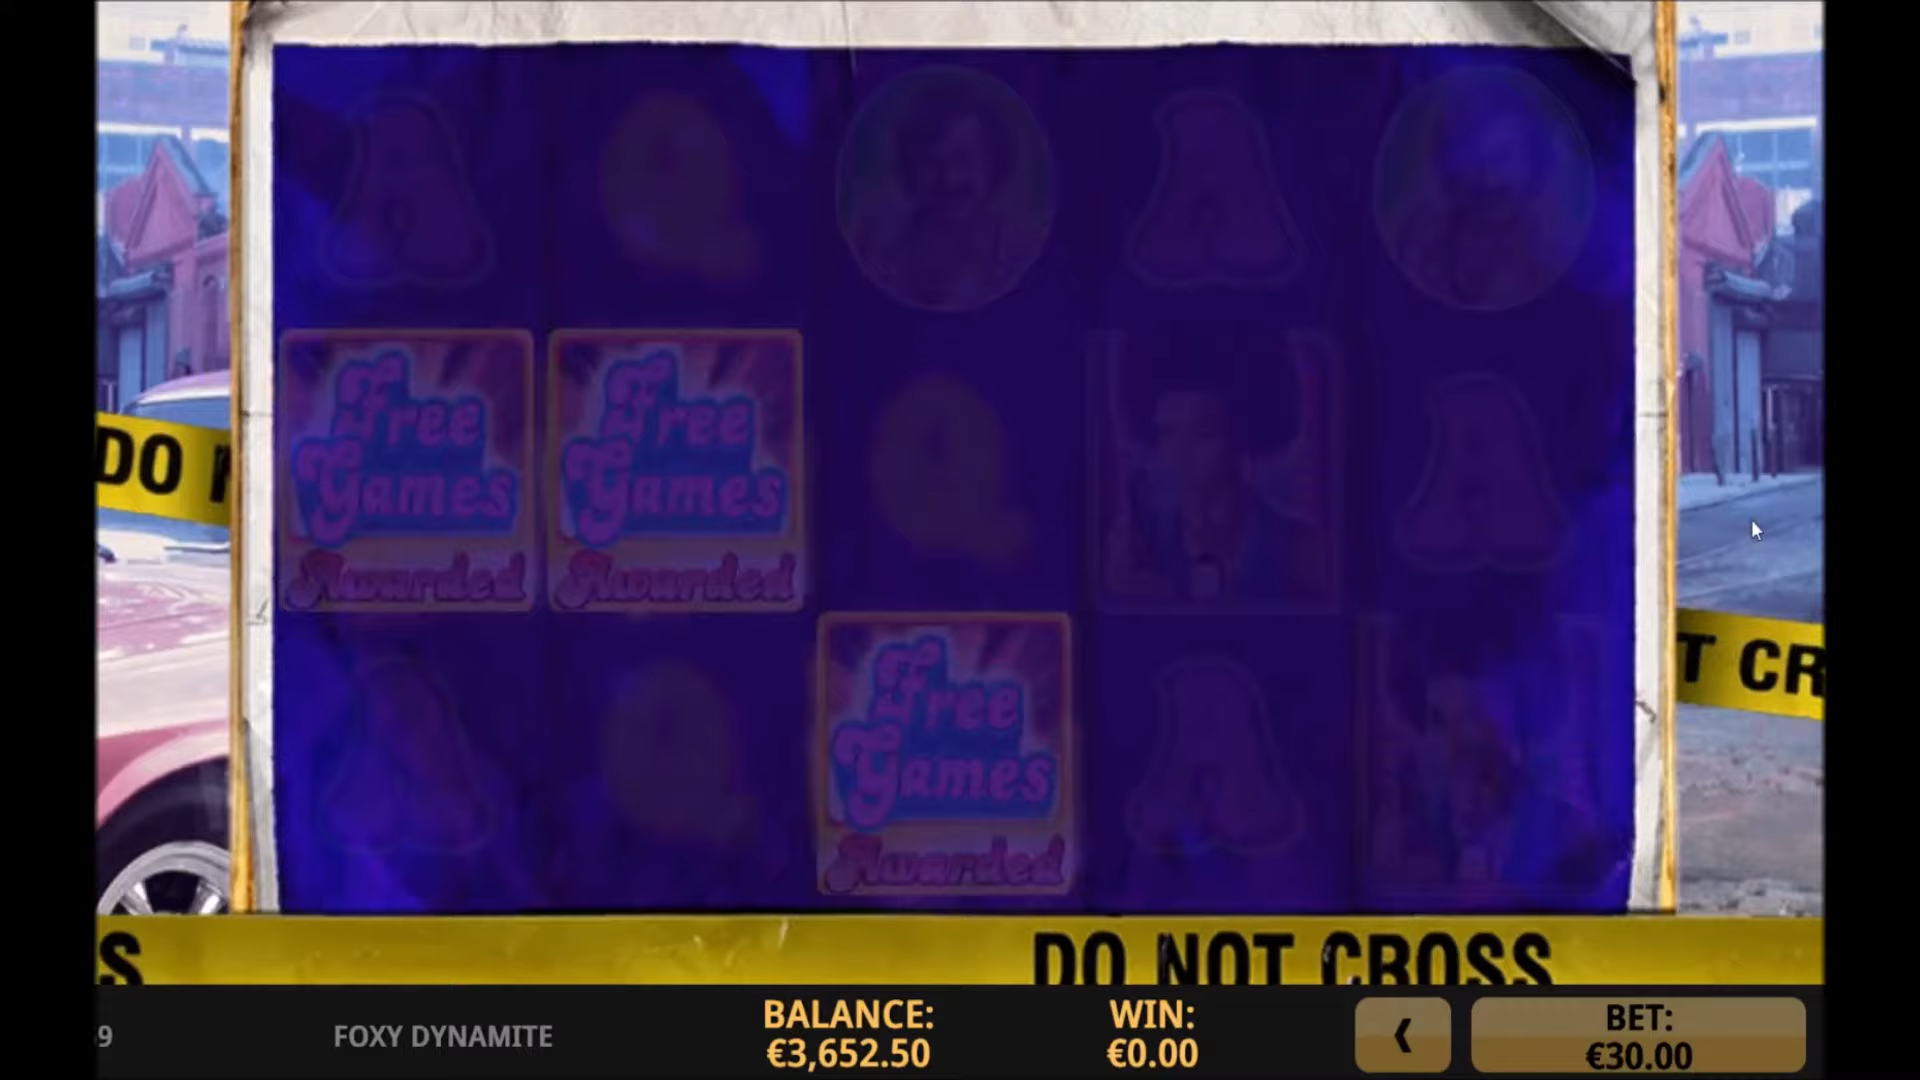 Free
Games
Awarded
Free
Games
Awarded
DO N
Free
Games
Awarded
T CR
S
DO NOT CROSS
59
FOXY DYNAMITE
BALANCE:
€3,652.50
WIN:
€0.00
BET:
€30.00